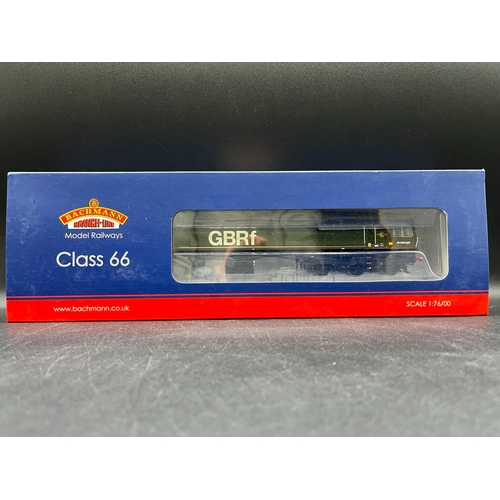 BACHMANN
BRANCH-LINE
Model Railways
Class 66
GBRf
www.bachmann.co.uk
SCALE 1:76/00